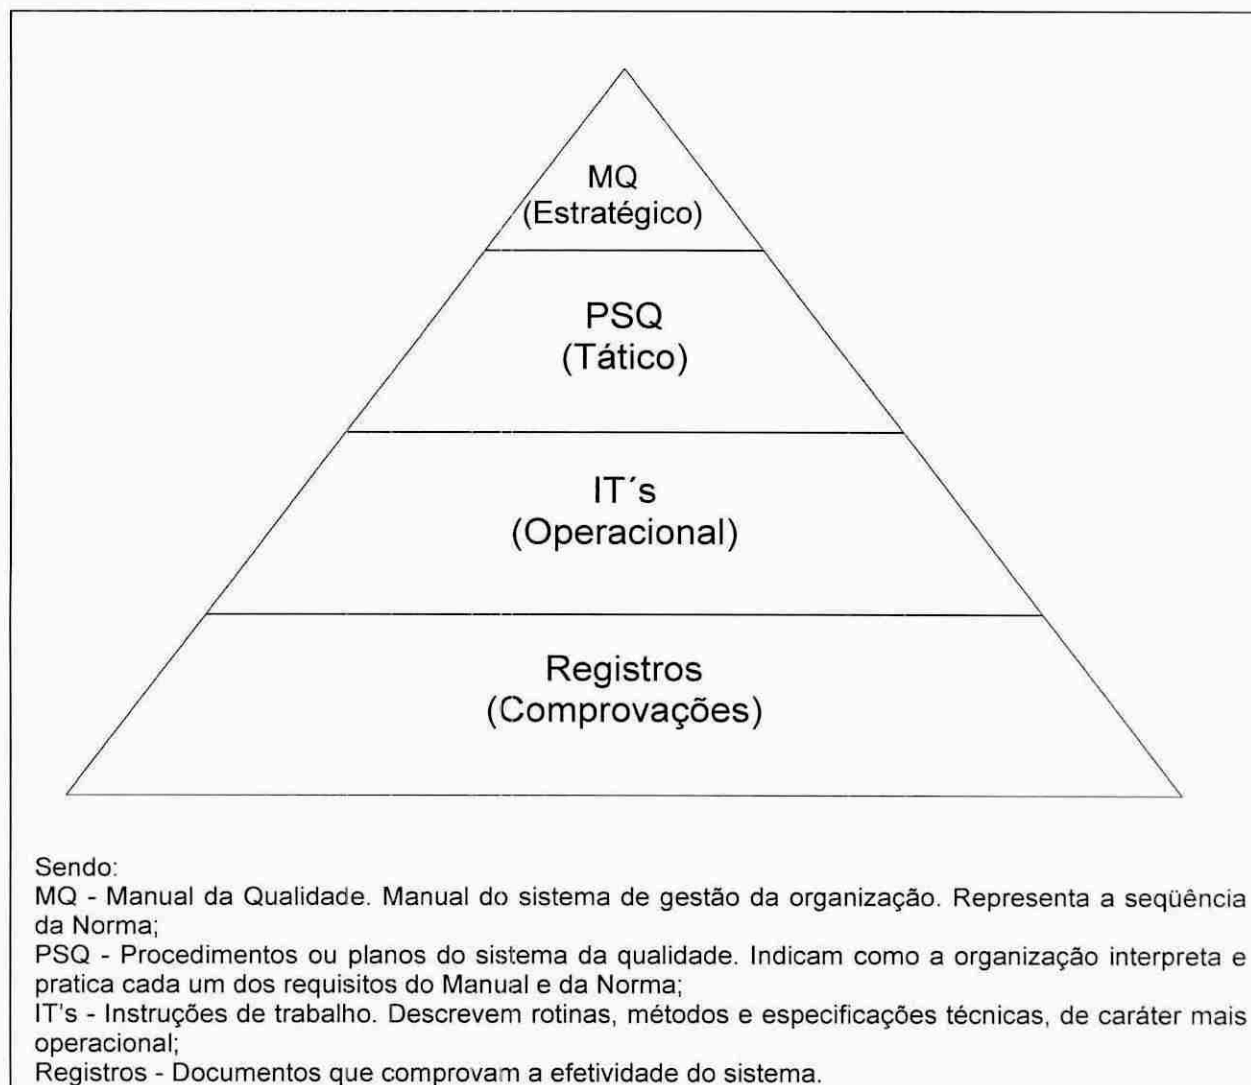 MQ
(Estratégico)
PSQ
(Tático)
IT´s
(Operacional)
Registros
(Comprovações)
Sendo:
MQ - Manual da Qualidade. Manual do sistema de gestão da organização. Representa a seqüência
da Norma;
PSQ - Procedimentos ou planos do sistema da qualidade. Indicam como a organização interpreta e
pratica cada um dos requisitos do Manual e da Norma;
IT's - Instruções de trabalho. Descrevem rotinas, métodos e especificações técnicas, de caráter mais
operacional;
Registros - Documentos que comprovam a efetividade do sistema.